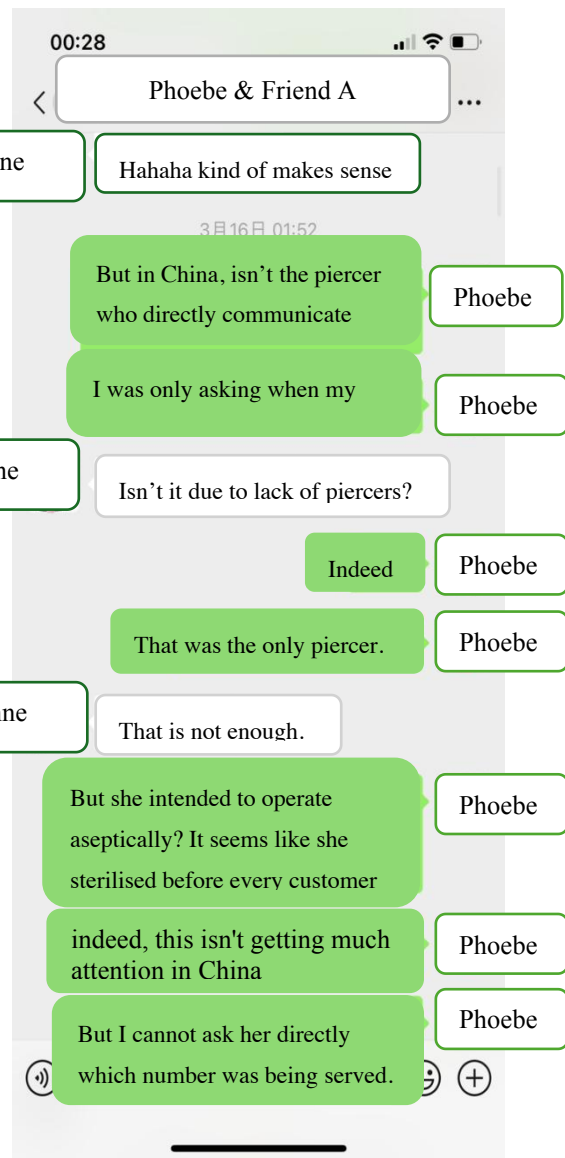 00:28
Phoebe & Friend A
ne
Hahaha kind of makes sense
3月16日 01:52
But in China, isn't the piercer
who directly communicate
Phoebe
I was only asking when my
Phoebe
ne
Isn't it due to lack of piercers?
Indeed
Phoebe
That was the only piercer.
Phoebe
ne
That is not enough.
But she intended to operate
aseptically? It seems like she
sterilised before every customer
Phoebe
indeed, this isn't getting much
attention in China
Phoebe
But I cannot ask her directly
which number was being served.
Phoebe